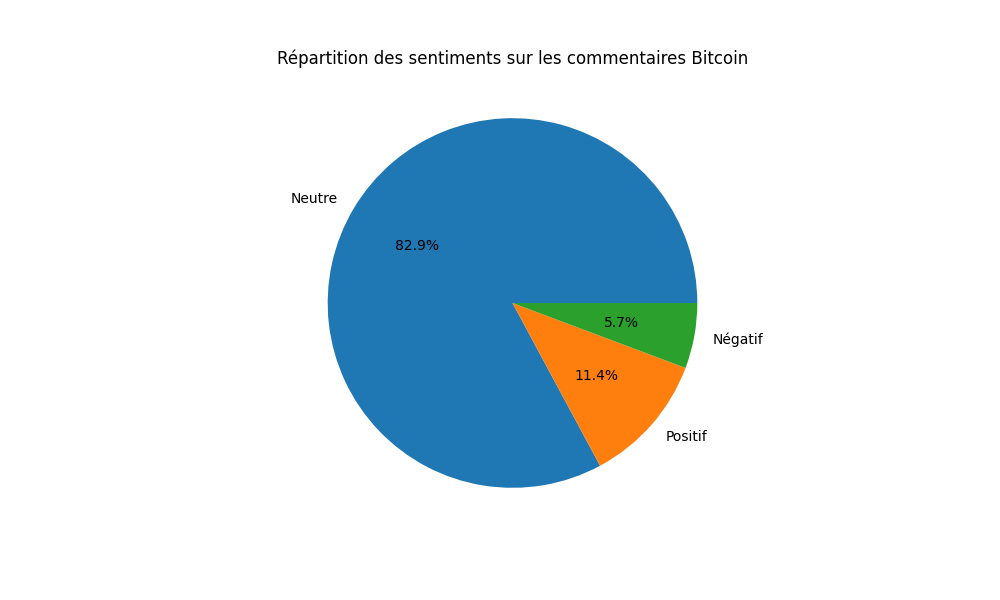 Répartition des sentiments sur les commentaires Bitcoin
Neutre
82.9%
5.7%
Négatif
11.4%
Positif